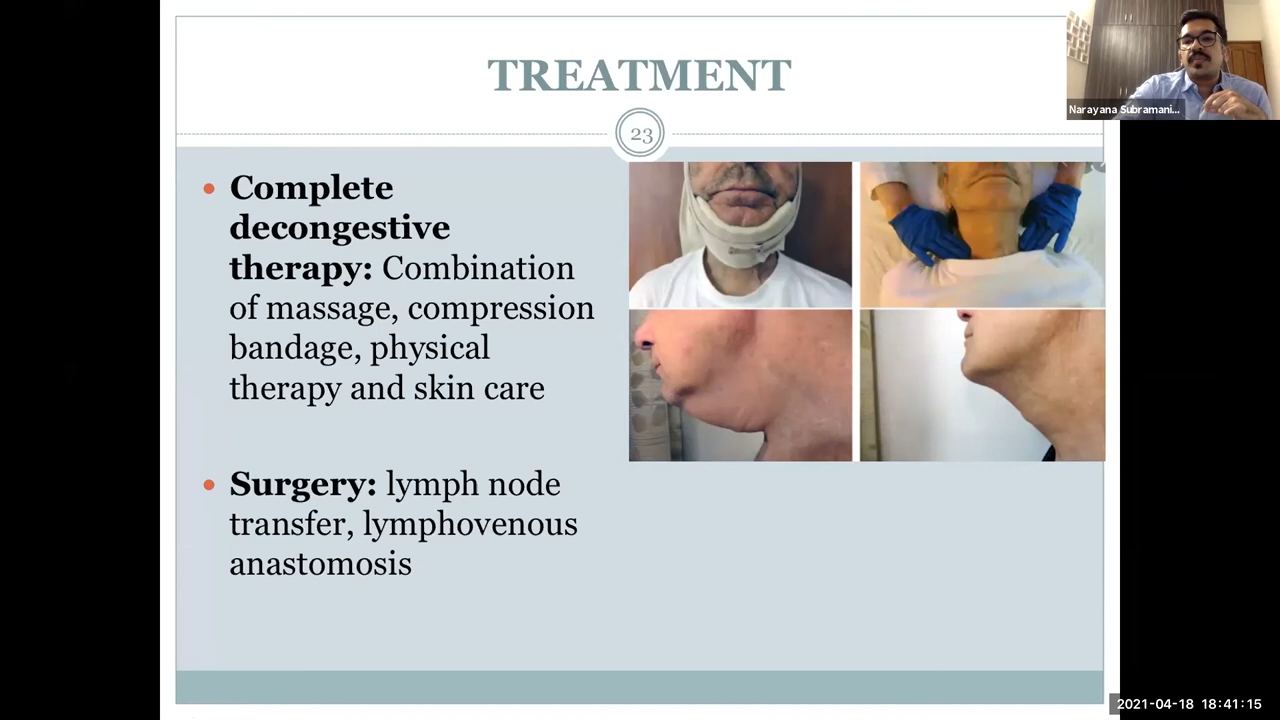 TREATMENT
23
• Complete
decongestive
therapy: Combination
of massage, compression
bandage, physical
therapy and skin care
• Surgery: lymph node
transfer, lymphovenous
anastomosis
Narayana Subramani...
2021-04-18 18:41:15